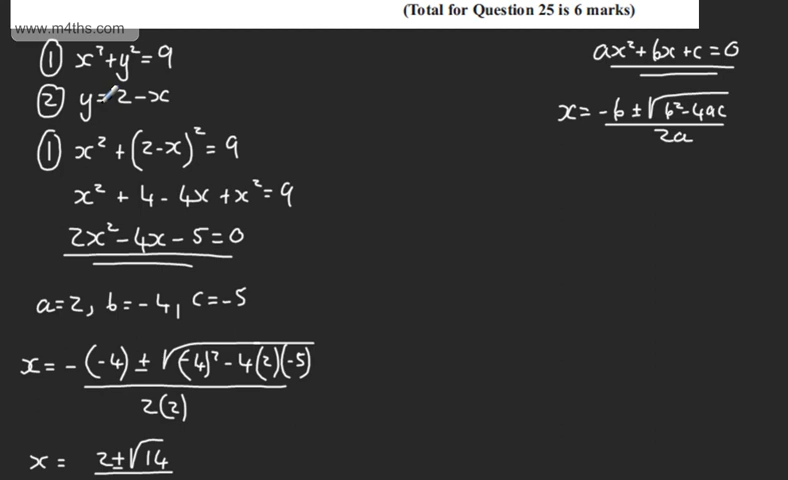 (Total for Question 25 is 6 marks)
www.m4ths.com
① x²+y²=9
② y=2-x
① x²+(2-x)²=9
x²+4-4x+x²=9
2x²-4x-5=0
a=2, b=-4, c=-5
x=-(-4)±√(-4)²-4(2)(-5)
2(2)
x= 2±√14
ax²+bx+c=0
x=-b±√b²-4ac
2a